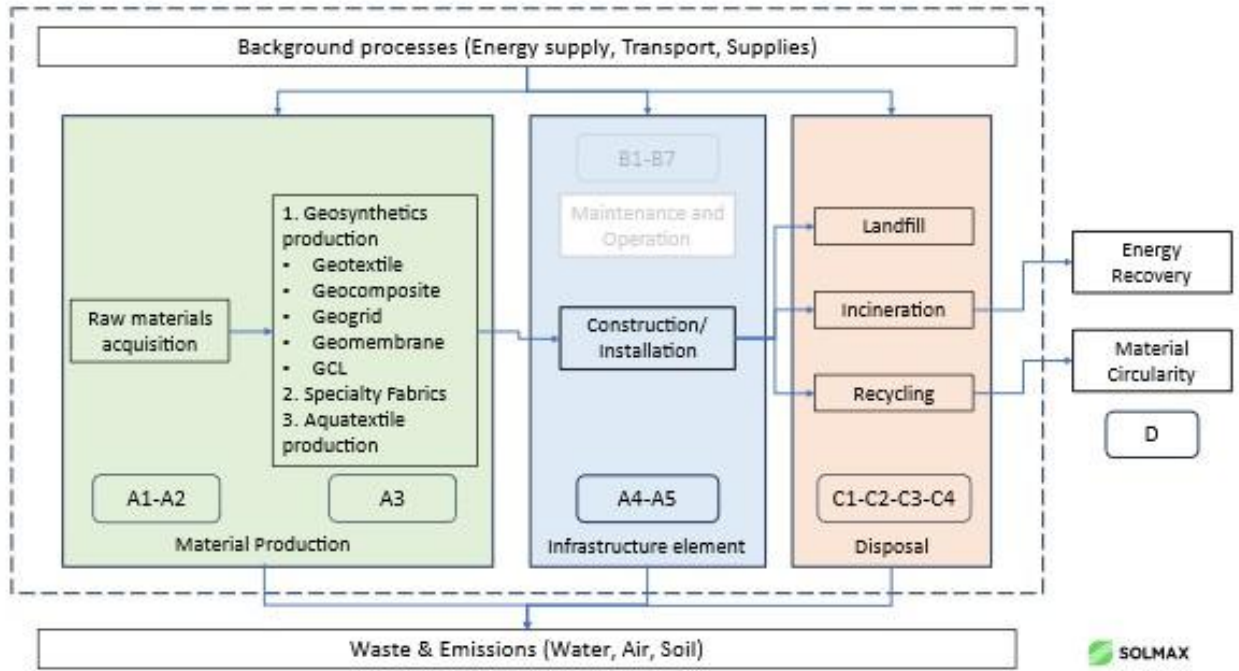 Background processes (Energy supply, Transport, Supplies)
Raw materials
acquisition
1. Geosynthetics
production
▪ Geotextile
▪ Geocomposite
▪ Geogrid
▪ Geomembrane
▪ GCL
2. Specialty Fabrics
3. Aquatextile
production
A1-A2
A3
Material Production
B1-B7
Maintenance and
Operation
Construction/
Installation
A4-A5
Infrastructure element
Landfill
Incineration
Recycling
C1-C2-C3-C4
Disposal
Energy
Recovery
Material
Circularity
D
Waste & Emissions (Water, Air, Soil)
SOLMAX